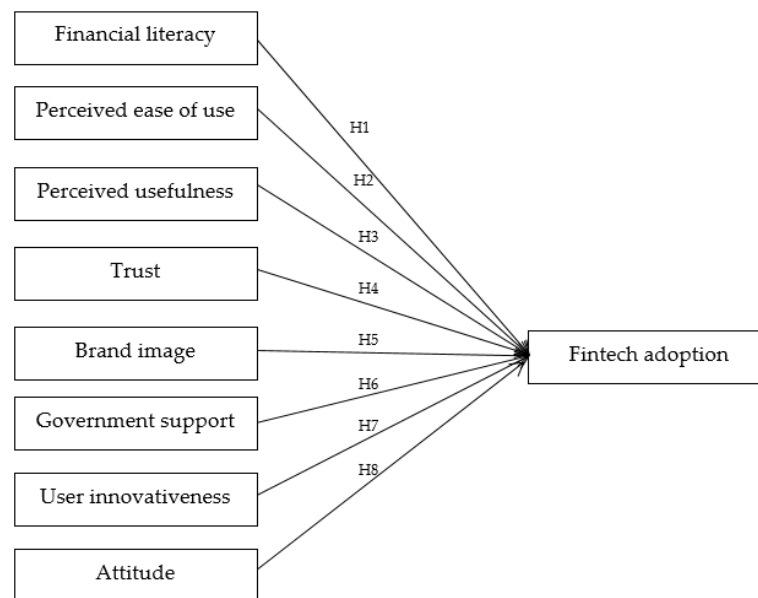 Financial literacy
Perceived ease of use
Perceived usefulness
Trust
Brand image
Government support
User innovativeness
Attitude
H1
H2
H3
H4
H5
H6
H7
H8
Fintech adoption